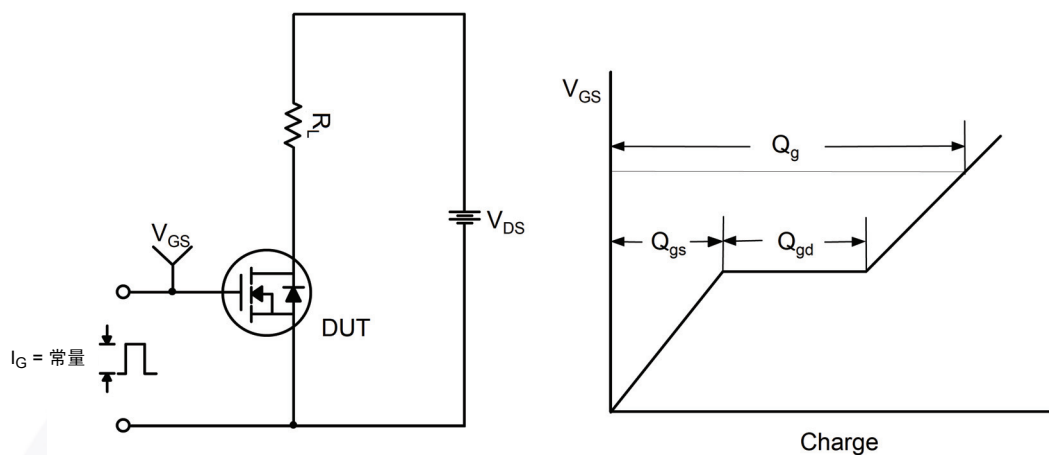 R_L
V_DS
V_GS
DUT
I_G = 常量
V_GS
Q_g
Q_gs
Q_gd
Charge